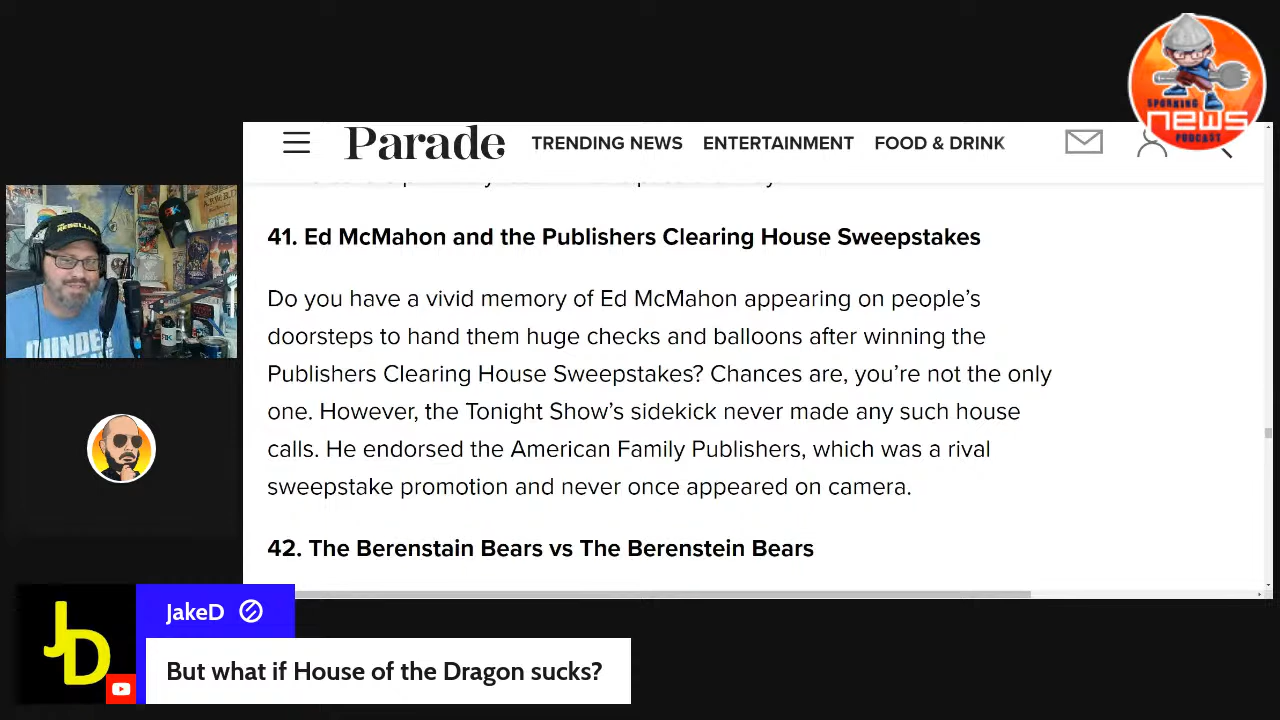 SPORKING
news
PODCAST
Parade TRENDING NEWS ENTERTAINMENT FOOD & DRINK
41. Ed McMahon and the Publishers Clearing House Sweepstakes
Do you have a vivid memory of Ed McMahon appearing on people’s
doorsteps to hand them huge checks and balloons after winning the
Publishers Clearing House Sweepstakes? Chances are, you’re not the only
one. However, the Tonight Show’s sidekick never made any such house
calls. He endorsed the American Family Publishers, which was a rival
sweepstake promotion and never once appeared on camera.
42. The Berenstain Bears vs The Berenstein Bears
REBELLION
DUNDER
JD
JakeD
But what if House of the Dragon sucks?